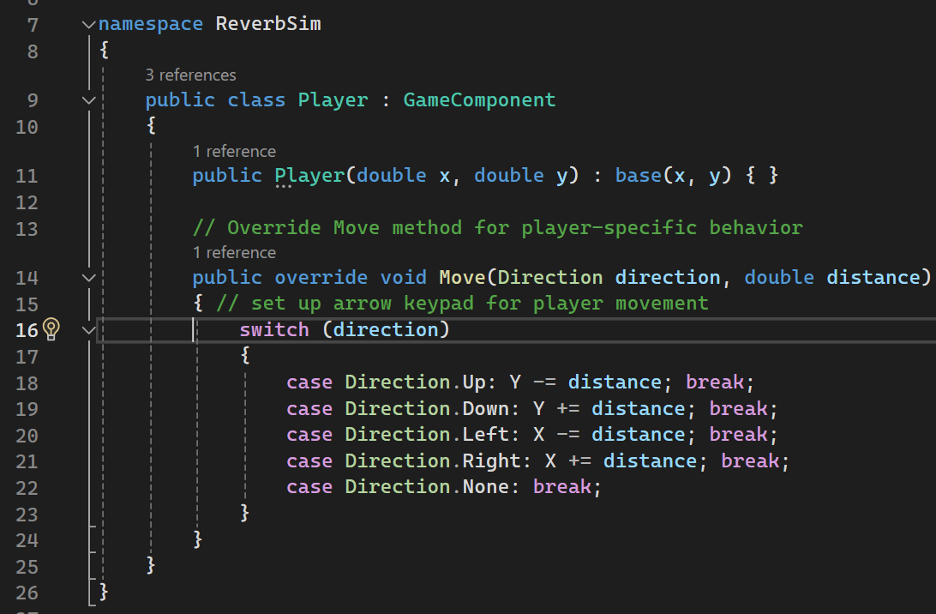 7 namespace ReverbSim
8 {
3 references
9 public class Player : GameComponent
10 {
1 reference
11 public Player(double x, double y) : base(x, y) { }
12
13 // Override Move method for player-specific behavior
1 reference
14 public override void Move(Direction direction, double distance)
15 { // set up arrow keypad for player movement
16 switch (direction)
17 {
18 case Direction.Up: Y -= distance; break;
19 case Direction.Down: Y += distance; break;
20 case Direction.Left: X -= distance; break;
21 case Direction.Right: X += distance; break;
22 case Direction.None: break;
23 }
24 }
25 }
26 }